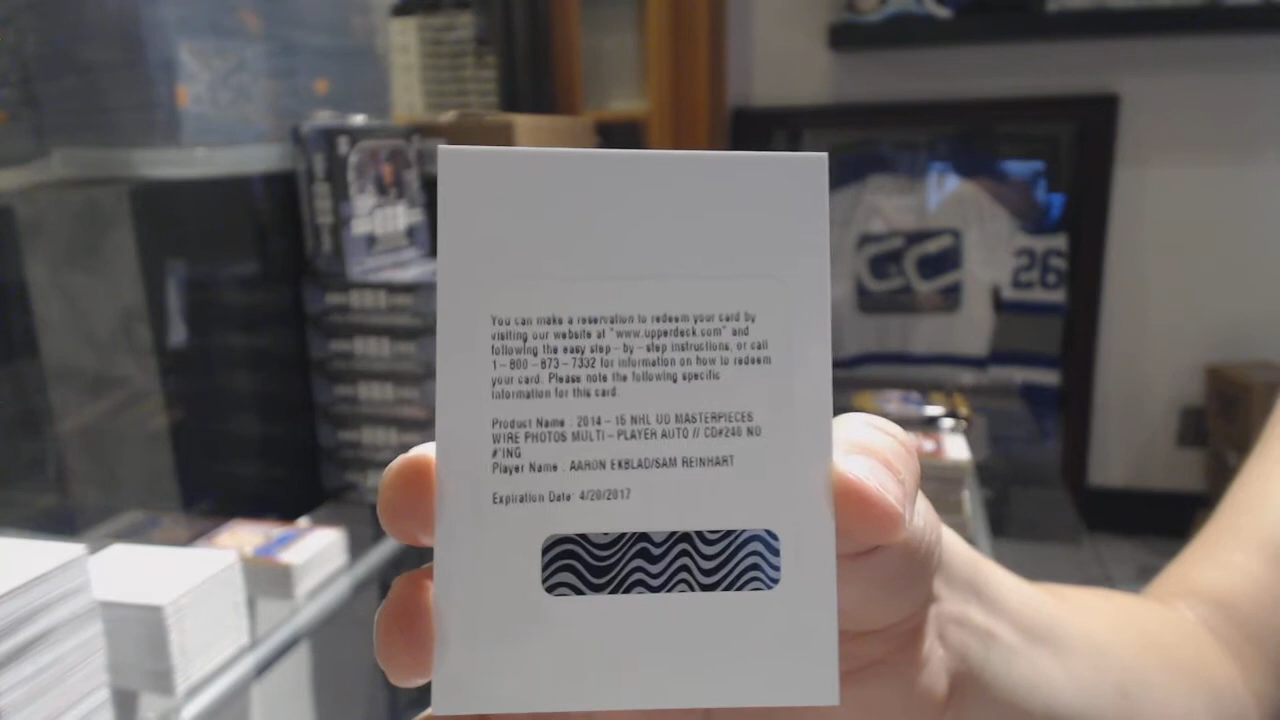 You can make a reservation to redeem your card by
visiting our website at "www.upperdeck.com" and
following the easy step-by-step instructions, or call
1-800-873-7332 for information on how to redeem
your card. Please note the following specific
information for this card.
Product Name : 2014-15 NHL UD MASTERPIECES
WIRE PHOTOS MULTI-PLAYER AUTO // CD#246 NO
#'ING
Player Name : AARON EKBLAD/SAM REINHART
Expiration Date: 4/20/2017
CC
26